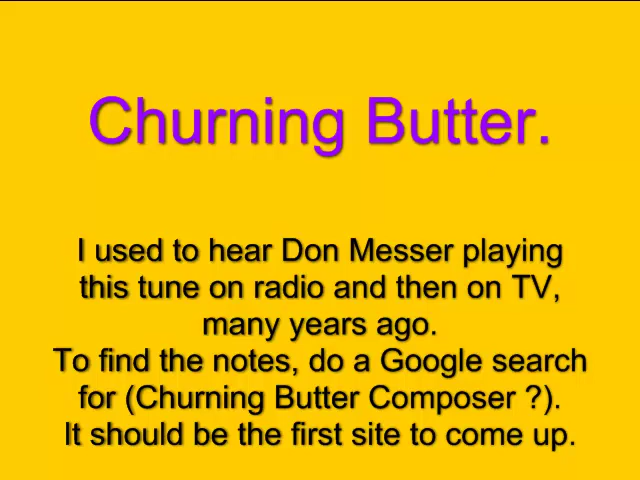 Churning Butter.
I used to hear Don Messer playing
this tune on radio and then on TV,
many years ago.
To find the notes, do a Google search
for (Churning Butter Composer ?).
It should be the first site to come up.